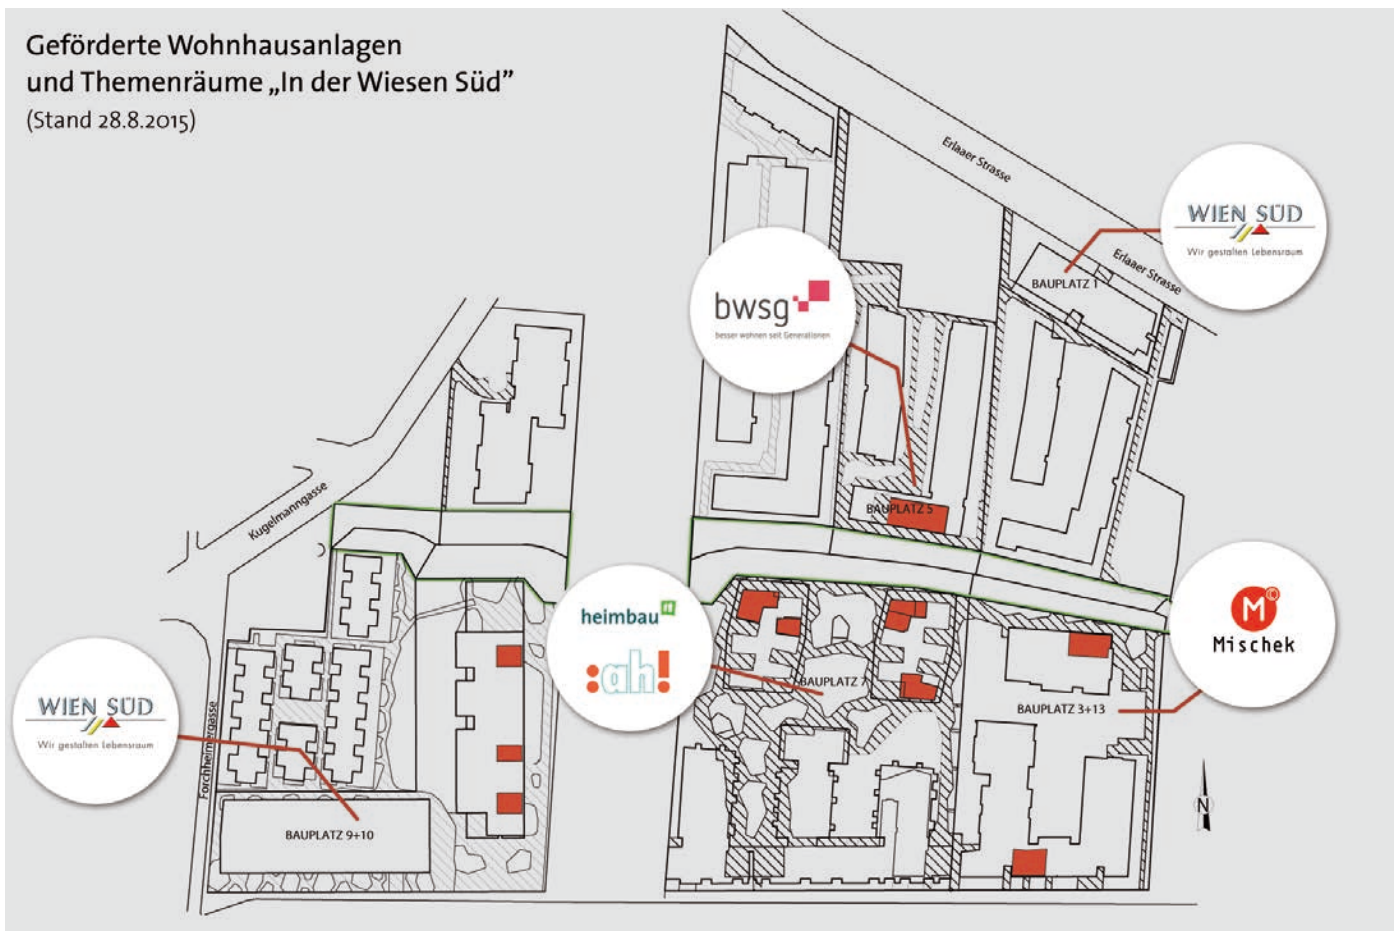 Geförderte Wohnhausanlagen
und Themenräume „In der Wiesen Süd”
(Stand 28.8.2015)
Erlaaer Strasse
WIEN SÜD
Wir gestalten Lebensraum
Erlaaer Strasse
BAUPLATZ 1
bwsg
besser wohnen seit Generationen
Kugelmanngasse
BAUPLATZ 5
heimbau
:ah!
M©
Mischek
BAUPLATZ 7
BAUPLATZ 3+13
WIEN SÜD
Wir gestalten Lebensraum
Forchheimergasse
BAUPLATZ 9+10
N